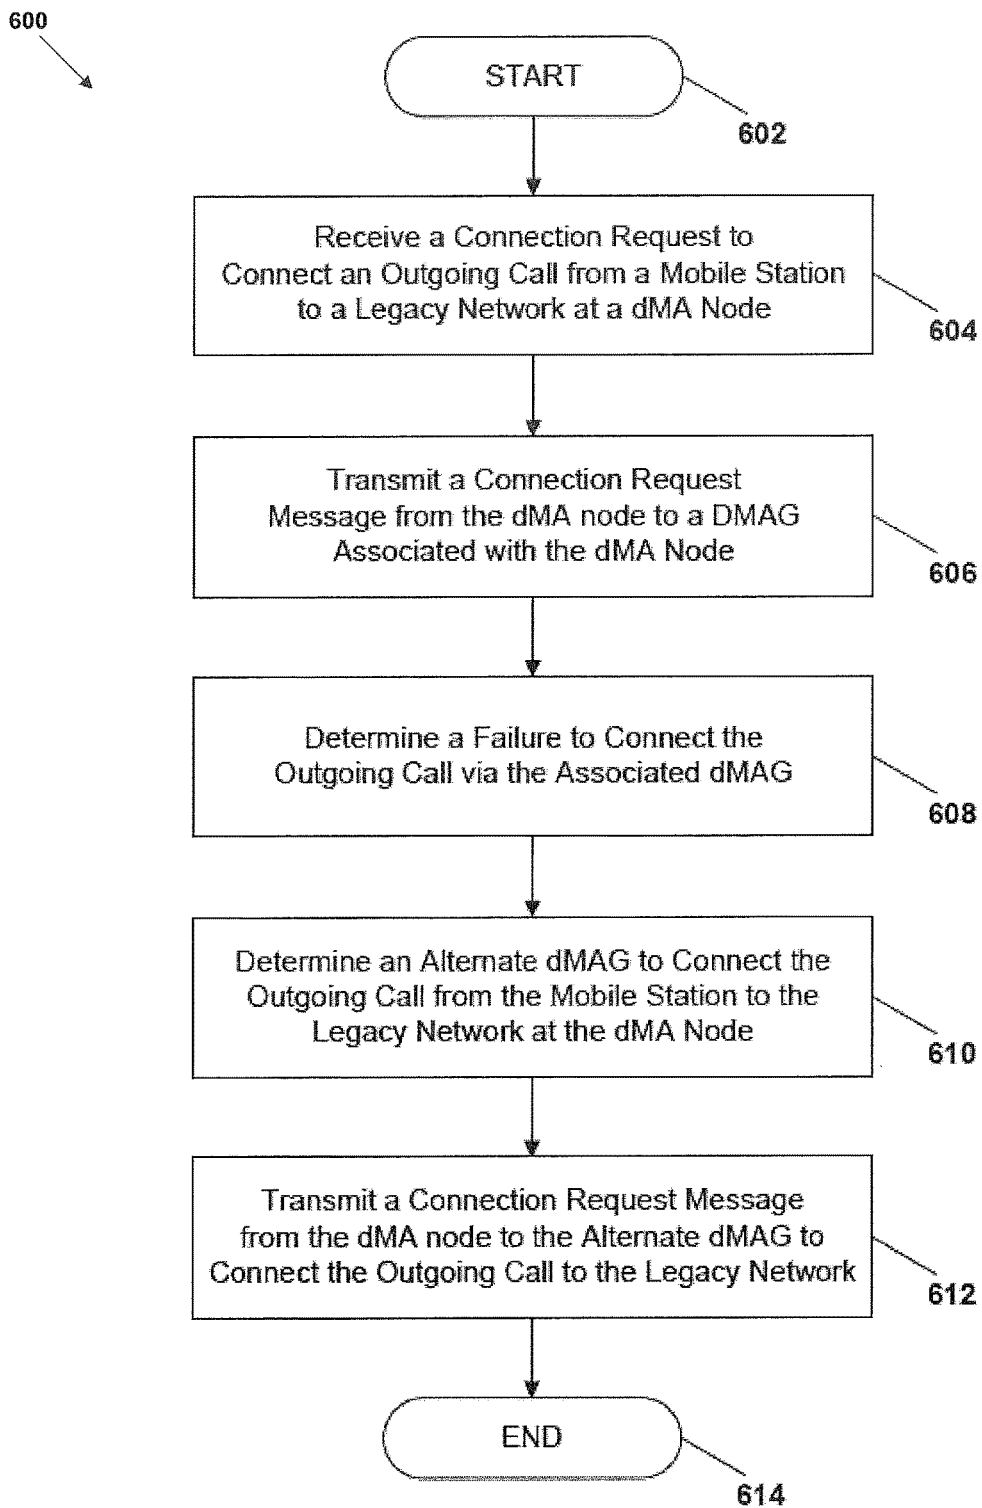 600
START
602
Receive a Connection Request to
Connect an Outgoing Call from a Mobile Station
to a Legacy Network at a dMA Node
604
Transmit a Connection Request
Message from the dMA node to a DMAG
Associated with the dMA Node
606
Determine a Failure to Connect the
Outgoing Call via the Associated dMAG
608
Determine an Alternate dMAG to Connect the
Outgoing Call from the Mobile Station to the
Legacy Network at the dMA Node
610
Transmit a Connection Request Message
from the dMA node to the Alternate dMAG to
Connect the Outgoing Call to the Legacy Network
612
END
614